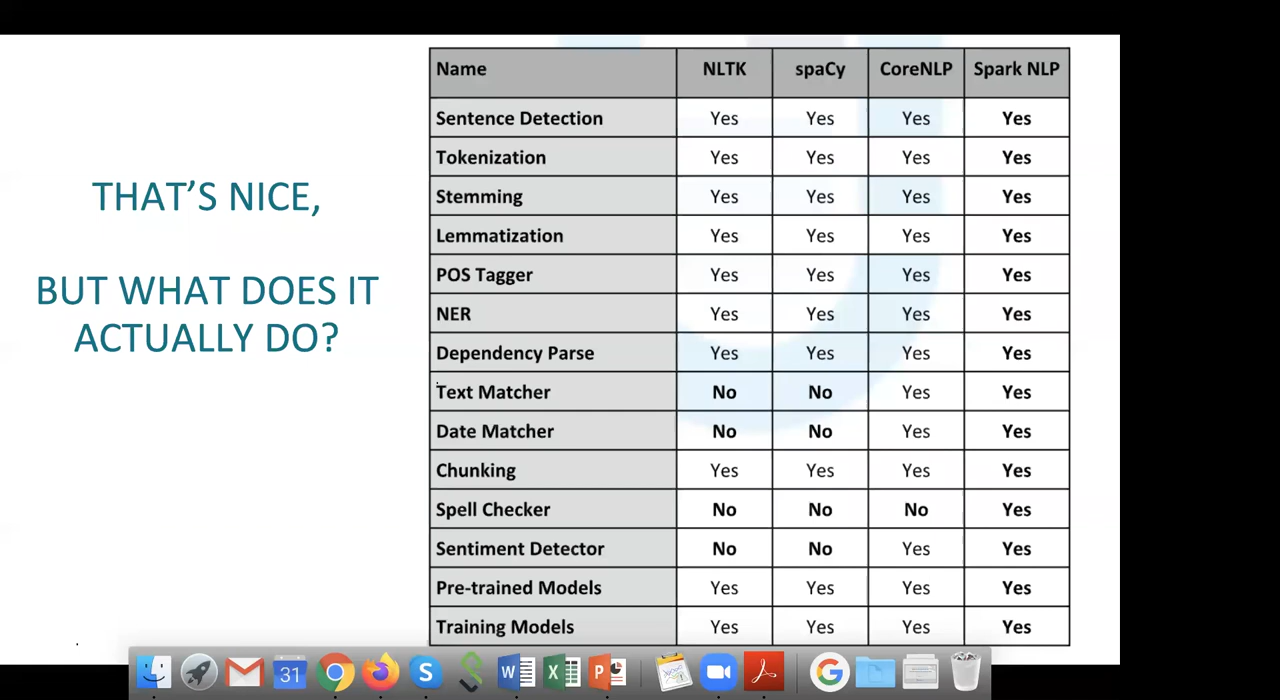 THAT'S NICE,
BUT WHAT DOES IT
ACTUALLY DO?
Name NLTK spaCy CoreNLP Spark NLP
Sentence Detection Yes Yes Yes Yes
Tokenization Yes Yes Yes Yes
Stemming Yes Yes Yes Yes
Lemmatization Yes Yes Yes Yes
POS Tagger Yes Yes Yes Yes
NER Yes Yes Yes Yes
Dependency Parse Yes Yes Yes Yes
Text Matcher No No Yes Yes
Date Matcher No No Yes Yes
Chunking Yes Yes Yes Yes
Spell Checker No No No Yes
Sentiment Detector No No Yes Yes
Pre-trained Models Yes Yes Yes Yes
Training Models Yes Yes Yes Yes
31 S W X P G